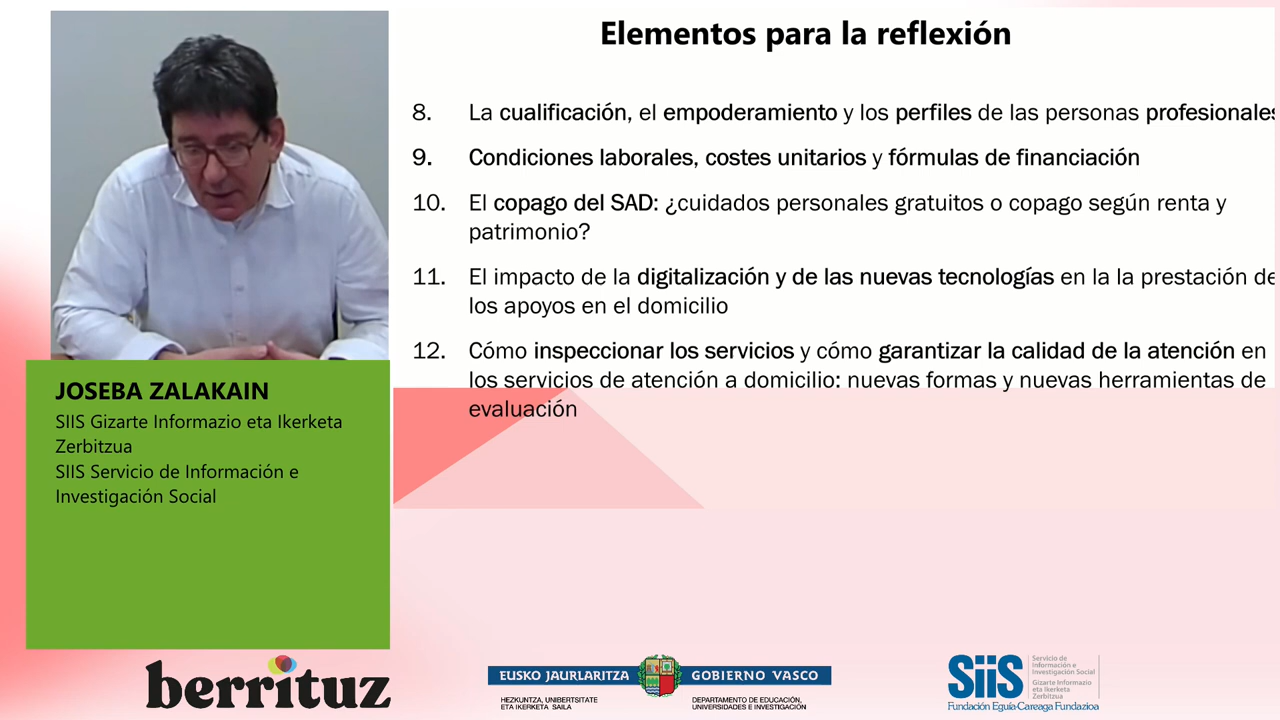 Elementos para la reflexión
8. La cualificación, el empoderamiento y los perfiles de las personas profesionales
9. Condiciones laborales, costes unitarios y fórmulas de financiación
10. El copago del SAD: ¿cuidados personales gratuitos o copago según renta y
patrimonio?
11. El impacto de la digitalización y de las nuevas tecnologías en la la prestación de
los apoyos en el domicilio
12. Cómo inspeccionar los servicios y cómo garantizar la calidad de la atención en
los servicios de atención a domicilio: nuevas formas y nuevas herramientas de
evaluación
JOSEBA ZALAKAIN
SIIS Gizarte Informazio eta Ikerketa
Zerbitzua
SIIS Servicio de Información e
Investigación Social
berrituz
EUSKO JAURLARITZA GOBIERNO VASCO
HEZKUNTZA, UNIBERTSITATE
ETA IKERKETA SAILA
DEPARTAMENTO DE EDUCACIÓN,
UNIVERSIDADES E INVESTIGACIÓN
SiiS
Servicio de
Información e
Investigación Social
Gizarte Informazio
eta Ikerketa
Zerbitzua
Fundación Eguía-Careaga Fundazioa